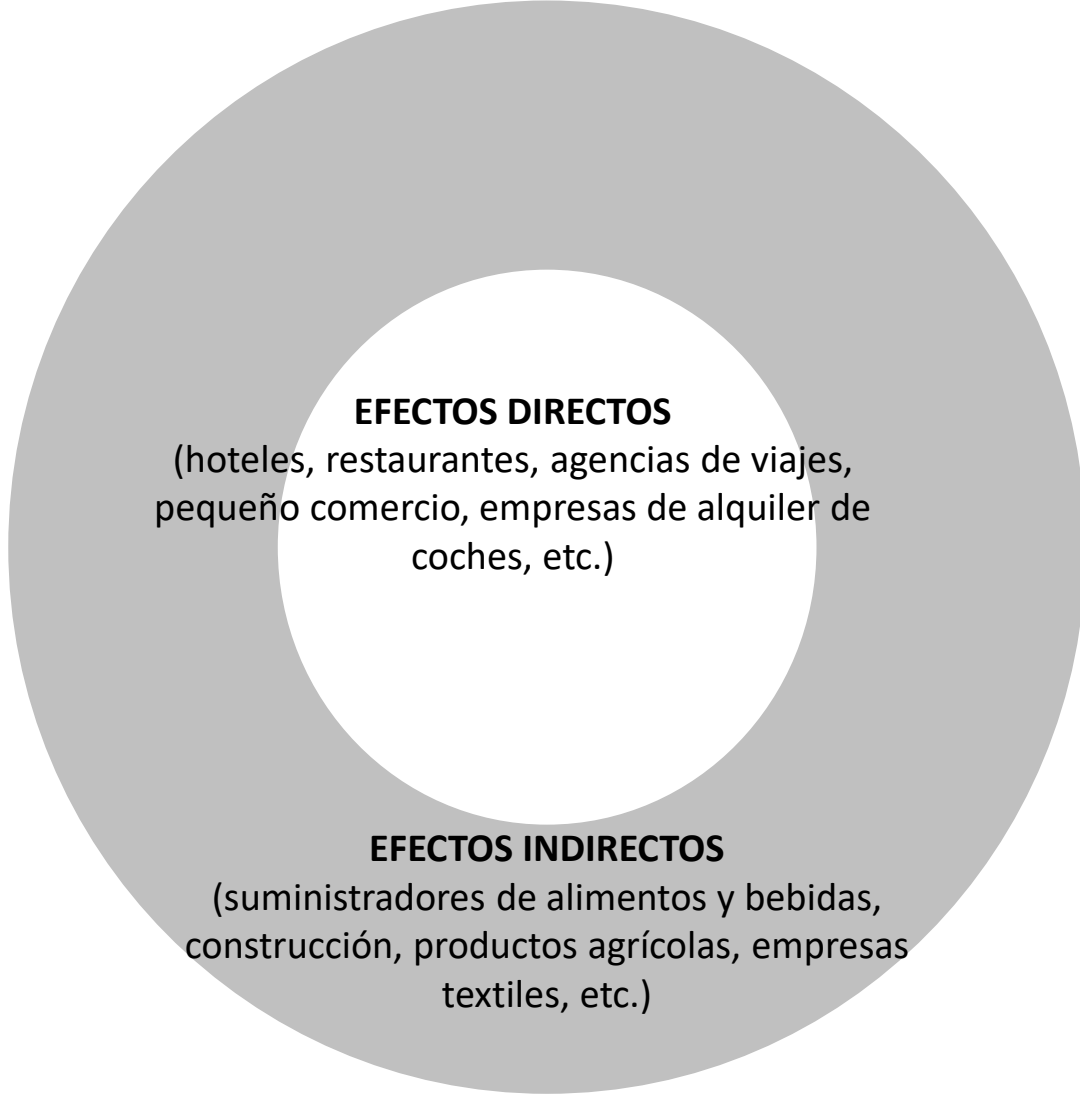 EFECTOS DIRECTOS
(hoteles, restaurantes, agencias de viajes,
pequeño comercio, empresas de alquiler de
coches, etc.)
EFECTOS INDIRECTOS
(suministradores de alimentos y bebidas,
construcción, productos agrícolas, empresas
textiles, etc.)